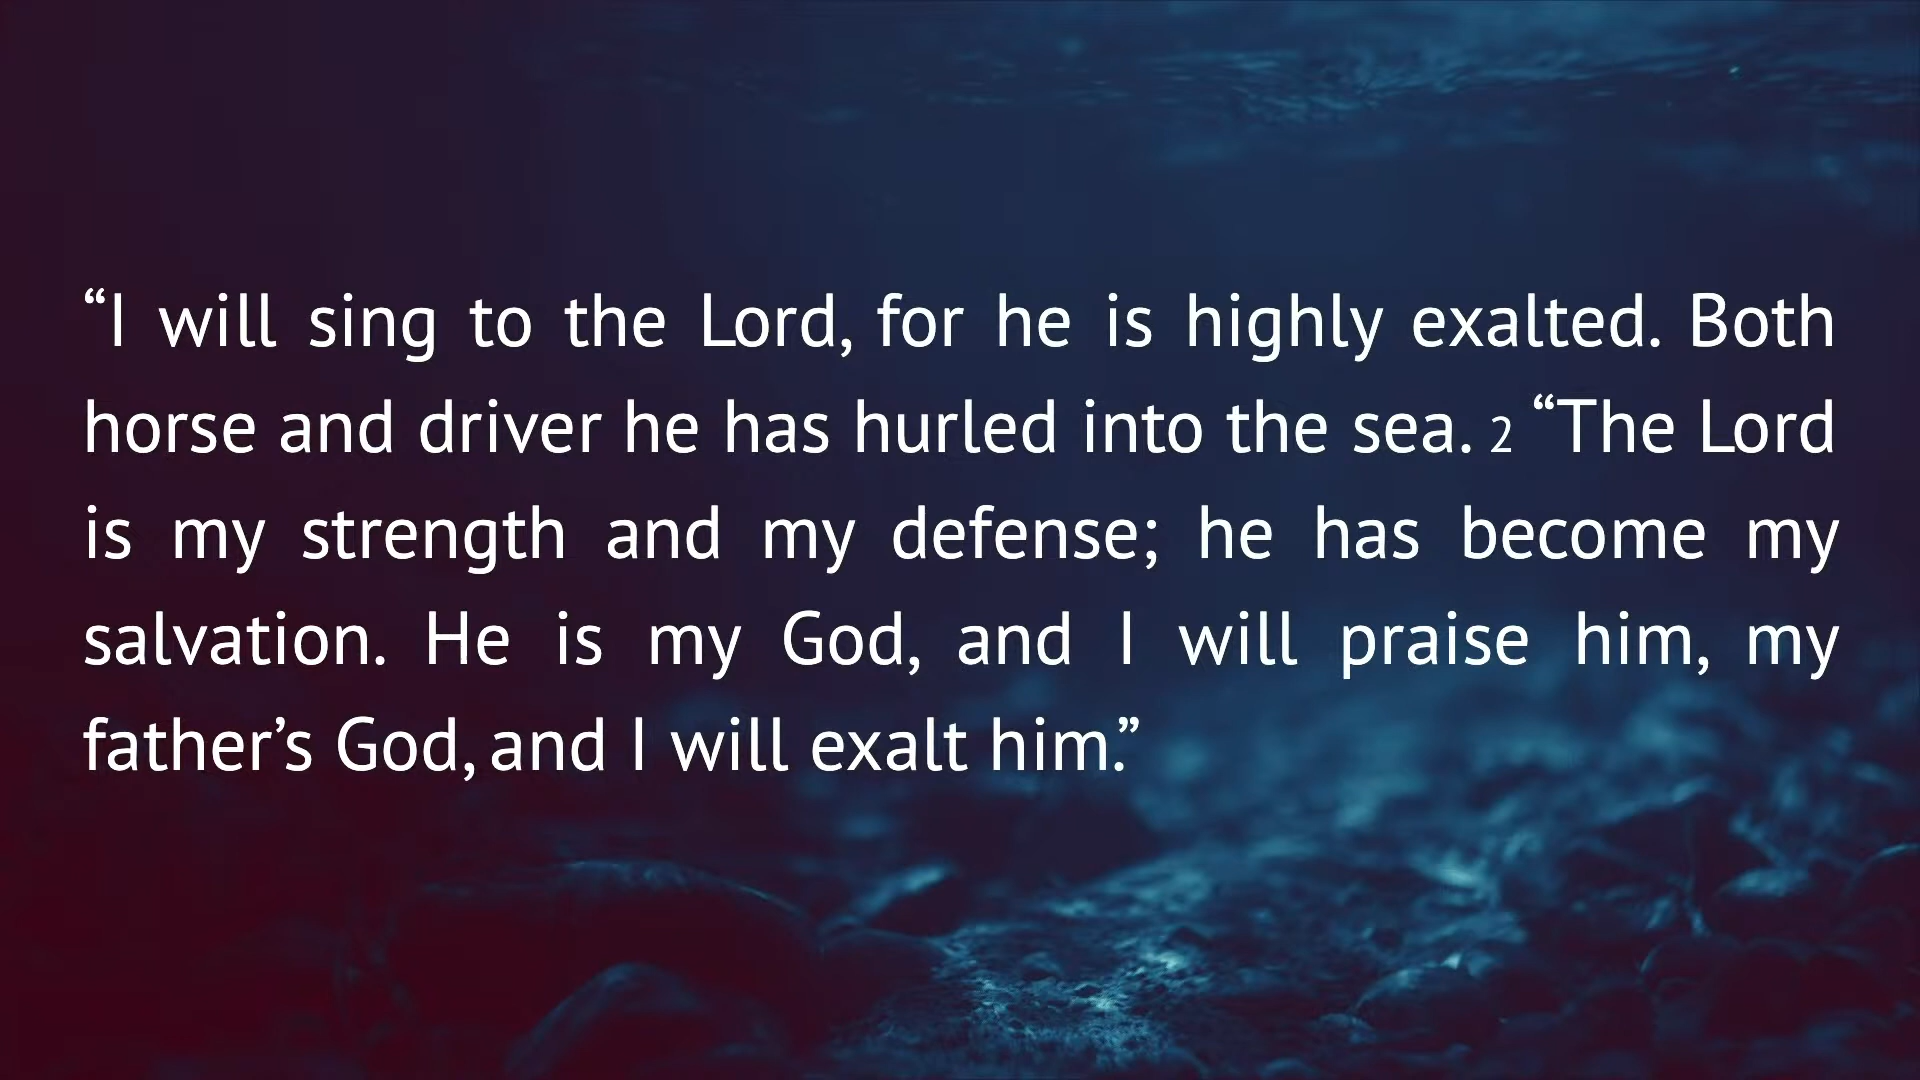 “I will sing to the Lord, for he is highly exalted. Both
horse and driver he has hurled into the sea. 2 “The Lord
is my strength and my defense; he has become my
salvation. He is my God, and I will praise him, my
father’s God, and I will exalt him.”